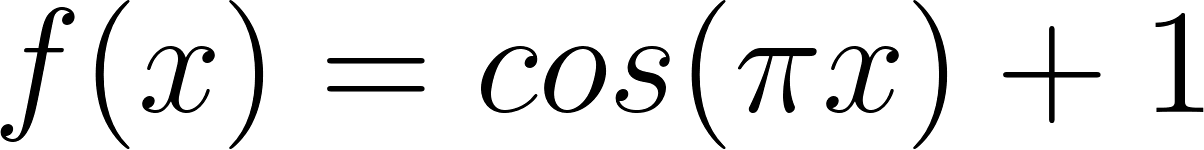 f(x) = cos(πx) + 1